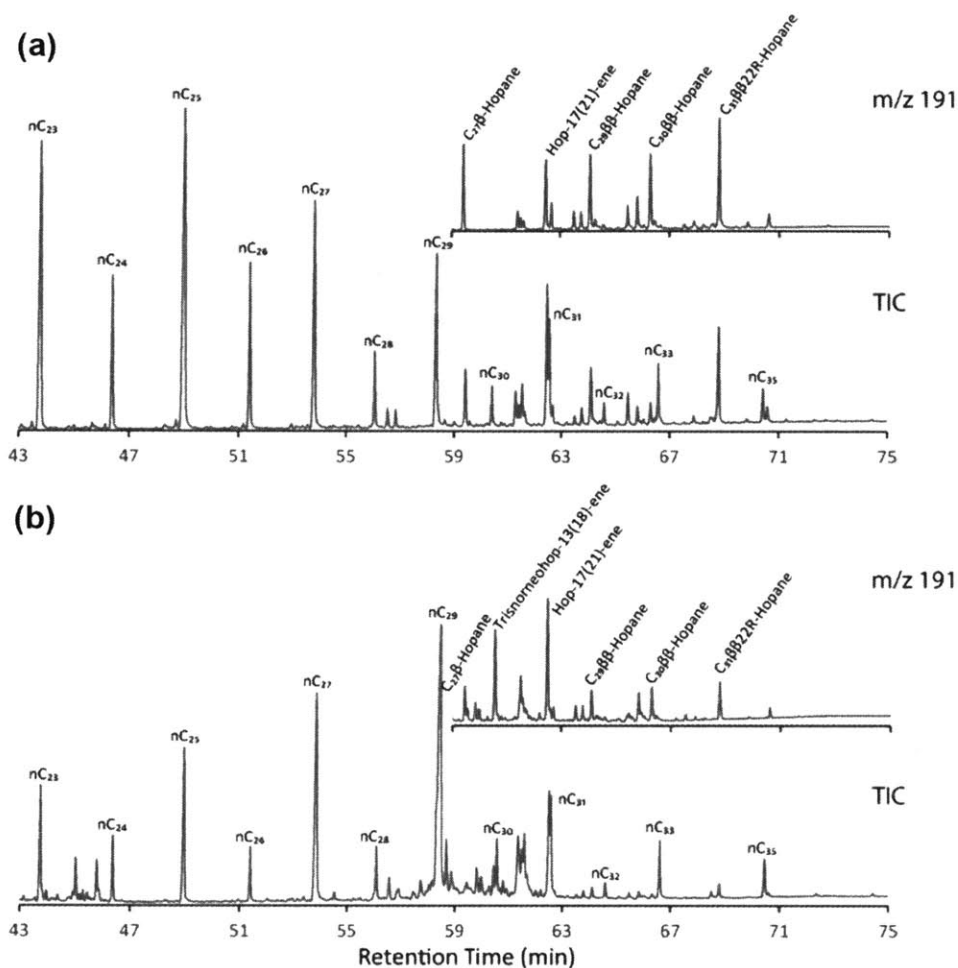 (a)
nC₂₃
nC₂₄
nC₂₅
nC₂₆
nC₂₇
nC₂₈
nC₂₉
nC₃₀
nC₃₁
nC₃₂
nC₃₃
nC₃₅
C₂₇β-Hopane
Hop-17(21)-ene
C₂₉ββ-Hopane
C₃₀ββ-Hopane
C₃₁ββ22R-Hopane
m/z 191
TIC
43 47 51 55 59 63 67 71 75
(b)
nC₂₃
nC₂₄
nC₂₅
nC₂₆
nC₂₇
nC₂₈
nC₂₉
nC₃₀
nC₃₁
nC₃₂
nC₃₃
nC₃₅
C₂₇β-Hopane
Trisnorneohop-13(18)-ene
Hop-17(21)-ene
C₂₉ββ-Hopane
C₃₀ββ-Hopane
C₃₁ββ22R-Hopane
m/z 191
TIC
43 47 51 55 59 63 67 71 75
Retention Time (min)